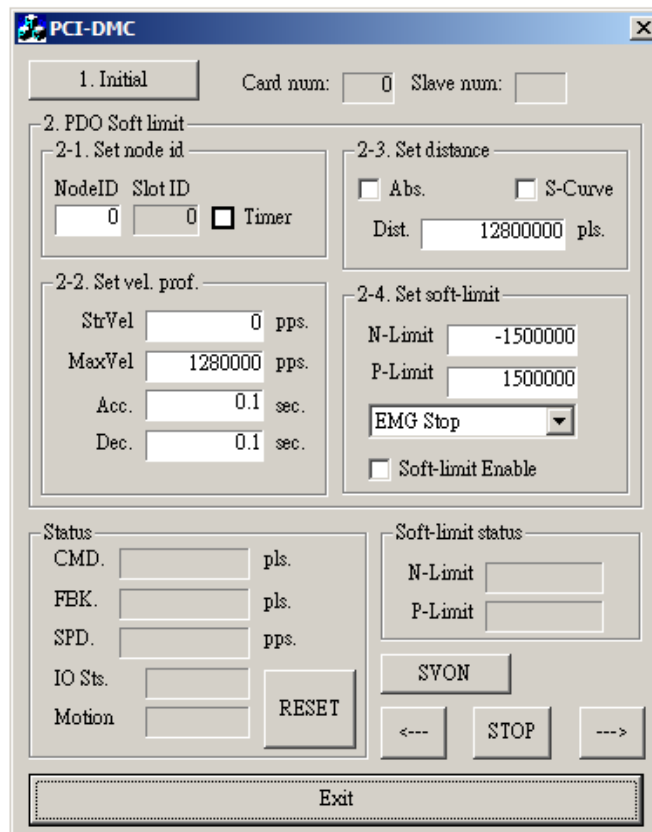 PCI-DMC
1. Initial
Card num: 0 Slave num:
2. PDO Soft limit
2-1. Set node id
NodeID Slot ID
0 0 Timer
2-2. Set vel. prof.
StrVel 0 pps.
MaxVel 1280000 pps.
Acc. 0.1 sec.
Dec. 0.1 sec.
2-3. Set distance
Abs. S-Curve
Dist. 12800000 pls.
2-4. Set soft-limit
N-Limit -1500000
P-Limit 1500000
EMG Stop
Soft-limit Enable
Status
CMD. pls.
FBK. pls.
SPD. pps.
IO Sts.
Motion
RESET
Soft-limit status
N-Limit
P-Limit
SVON
<--- STOP --->
Exit